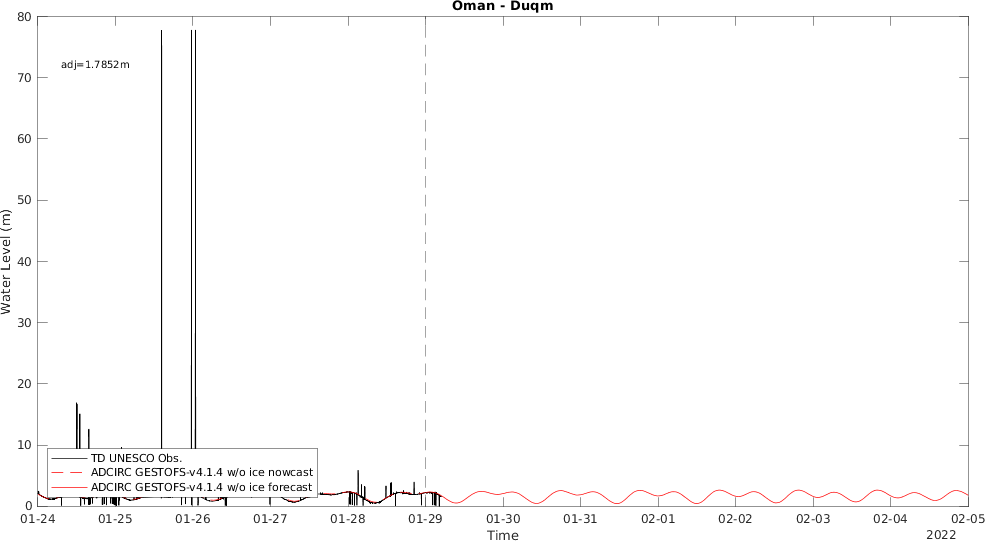 Oman - Duqm
adj=1.7852m
Water Level (m)
80
70
60
50
40
30
20
10
0
TD UNESCO Obs.
ADCIRC GESTOFS-v4.1.4 w/o ice nowcast
ADCIRC GESTOFS-v4.1.4 w/o ice forecast
01-24 01-25 01-26 01-27 01-28 01-29 01-30 01-31 02-01 02-02 02-03 02-04 02-05
Time
2022